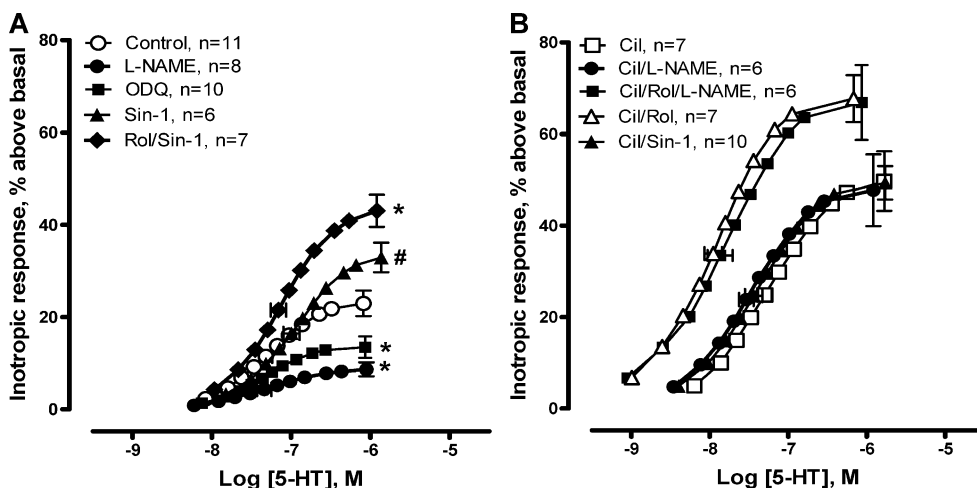 A
Inotropic response, % above basal
80
60
40
20
0
Control, n=11
L-NAME, n=8
ODQ, n=10
Sin-1, n=6
Rol/Sin-1, n=7
*
#
*
*
-9 -8 -7 -6 -5
Log [5-HT], M
B
Inotropic response, % above basal
80
60
40
20
0
Cil, n=7
Cil/L-NAME, n=6
Cil/Rol/L-NAME, n=6
Cil/Rol, n=7
Cil/Sin-1, n=10
-9 -8 -7 -6 -5
Log [5-HT], M